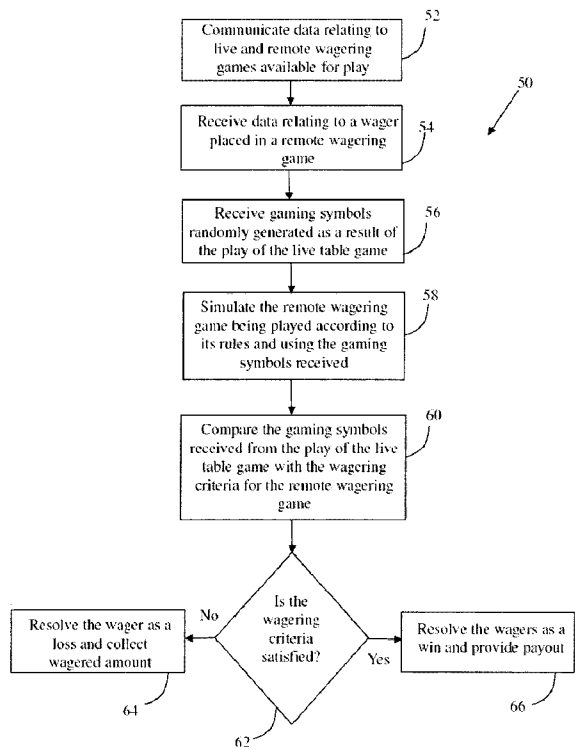 52
Communicate data relating to
live and remote wagering
games available for play
50
Receive data relating to a wager
placed in a remote wagering
game
54
Receive gaming symbols
randomly generated as a result of
the play of the live table game
56
Simulate the remote wagering
game being played according to
its rules and using the gaming
symbols received
58
Compare the gaming symbols
received from the play of the live
table game with the wagering
criteria for the remote wagering
game
60
Is the
wagering
criteria
satisfied?
No
Yes
Resolve the wager as a
loss and collect
wagered amount
Resolve the wagers as a
win and provide payout
64
62
66